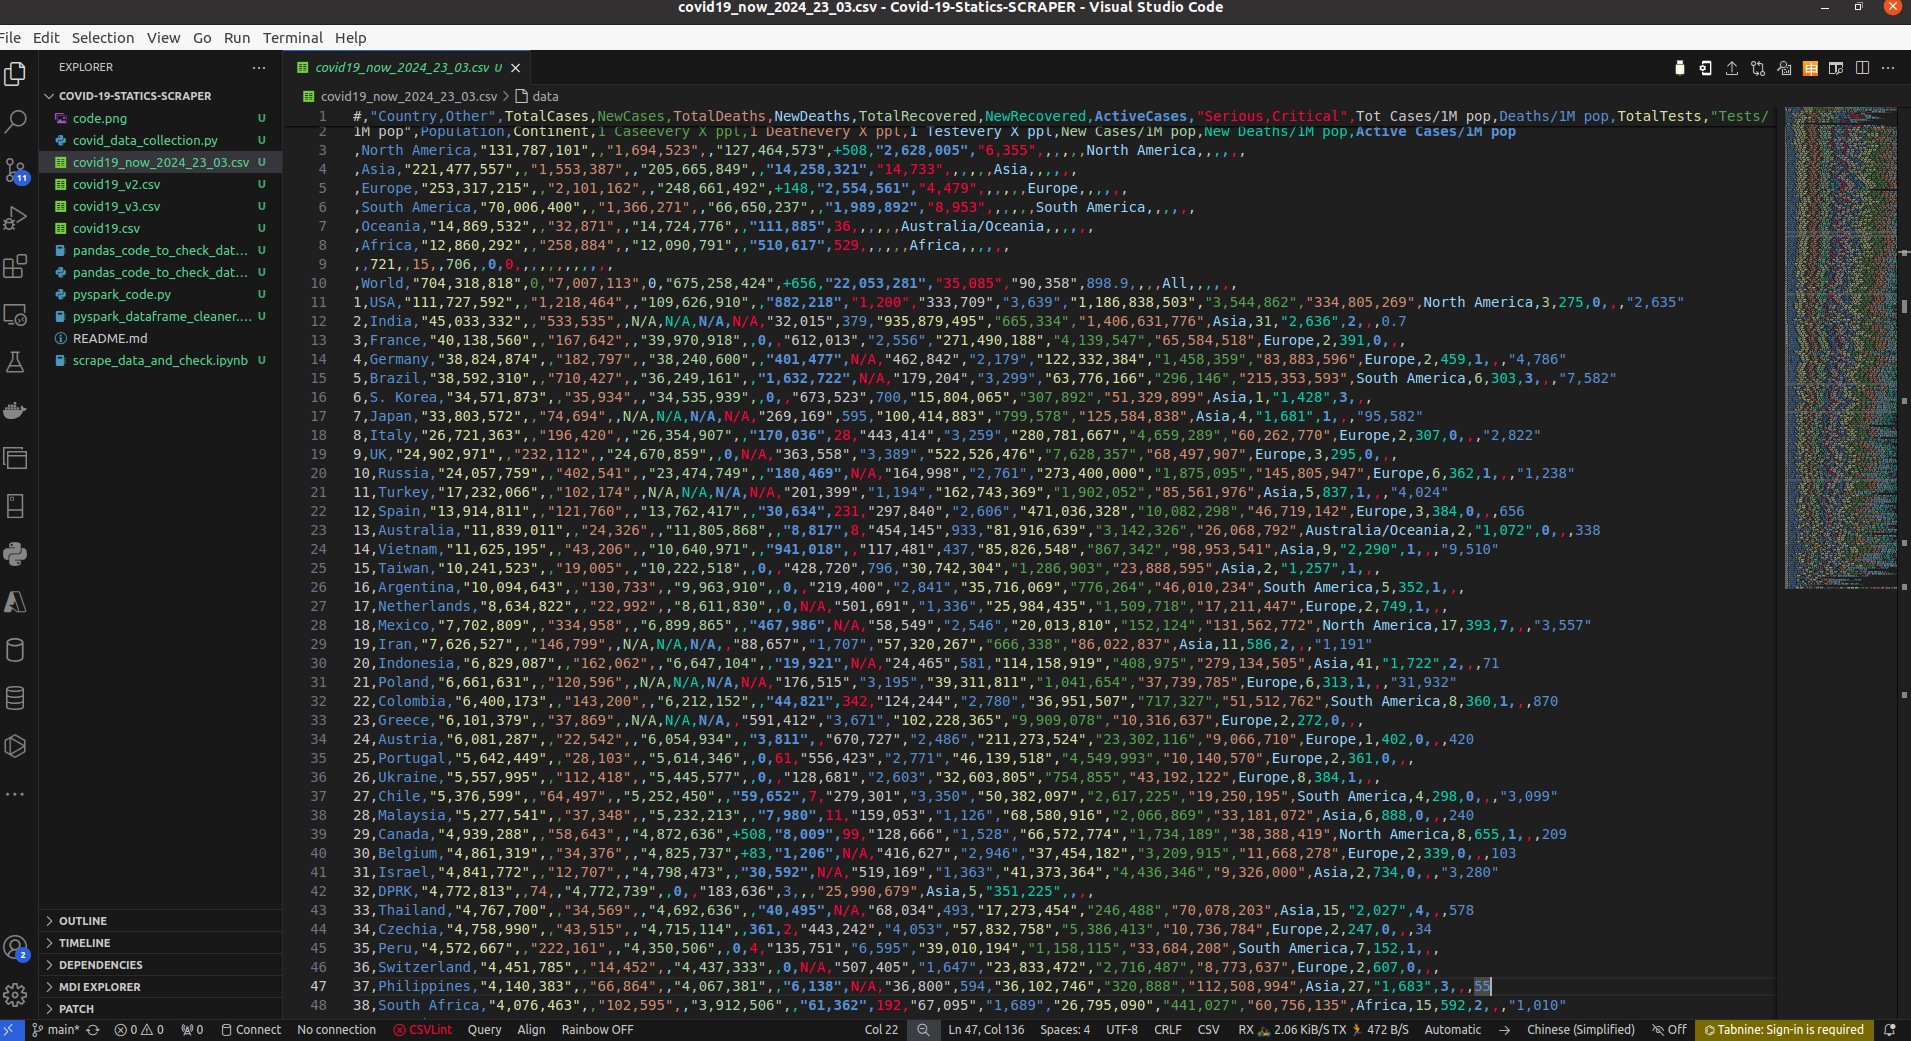 covid19_now_2024_23_03.csv - Covid-19-Statics-SCRAPER - Visual Studio Code
File Edit Selection View Go Run Terminal Help
EXPLORER
COVID-19-STATICS-SCRAPER
code.png U
covid_data_collection.py U
covid19_now_2024_23_03.csv U
covid19_v2.csv U
covid19_v3.csv U
covid19.csv U
pandas_code_to_check_dat... U
pandas_code_to_check_dat... U
pyspark_code.py U
pyspark_dataframe_cleaner.... U
README.md
scrape_data_and_check.ipynb U
OUTLINE
TIMELINE
DEPENDENCIES
MDI EXPLORER
PATCH
11
2
covid19_now_2024_23_03.csv U
covid19_now_2024_23_03.csv > data
1 #,"Country,Other",TotalCases,NewCases,TotalDeaths,NewDeaths,TotalRecovered,NewRecovered,ActiveCases,"Serious,Critical",Tot Cases/1M pop,Deaths/1M pop,TotalTests,"Tests/
2 1M pop",Population,Continent,1 Caseevery X ppl,1 Deathevery X ppl,1 Testevery X ppl,New Cases/1M pop,New Deaths/1M pop,Active Cases/1M pop
3 ,North America,"131,787,101",,"1,694,523",,"127,464,573",+508,"2,628,005","6,355",,,,,,North America,,,,,,
4 ,Asia,"221,477,557",,"1,553,387",,"205,665,849",,"14,258,321","14,733",,,,,,Asia,,,,,,
5 ,Europe,"253,317,215",,"2,101,162",,"248,661,492",+148,"2,554,561","4,479",,,,,,Europe,,,,,,
6 ,South America,"70,006,400",,"1,366,271",,"66,650,237",,"1,989,892","8,953",,,,,,South America,,,,,,
7 ,Oceania,"14,869,532",,"32,871",,"14,724,776",,"111,885",36,,,,,,Australia/Oceania,,,,,,
8 ,Africa,"12,860,292",,"258,884",,"12,090,791",,"510,617",529,,,,,,Africa,,,,,,
9 ,,721,,15,,706,,0,0,,,,,,,,,,,,
10 ,World,"704,318,818",0,"7,007,113",0,"675,258,424",+656,"22,053,281","35,085","90,358",898.9,,,,All,,,,,,
11 1,USA,"111,727,592",,"1,218,464",,"109,626,910",,"882,218","1,200","333,709","3,639","1,186,838,503","3,544,862","334,805,269",North America,3,275,0,,,"2,635"
12 2,India,"45,033,332",,"533,535",,N/A,N/A,N/A,N/A,"32,015",379,"935,879,495","665,334","1,406,631,776",Asia,31,"2,636",2,,,0.7
13 3,France,"40,138,560",,"167,642",,"39,970,918",,0,,"612,013","2,556","271,490,188","4,139,547","65,584,518",Europe,2,391,0,,,
14 4,Germany,"38,824,874",,"182,797",,"38,240,600",,"401,477",N/A,"462,842","2,179","122,332,384","1,458,359","83,883,596",Europe,2,459,1,,,"4,786"
15 5,Brazil,"38,592,310",,"710,427",,"36,249,161",,"1,632,722",N/A,"179,204","3,299","63,776,166","296,146","215,353,593",South America,6,303,3,,,"7,582"
16 6,S. Korea,"34,571,873",,"35,934",,"34,535,939",,0,,"673,523",700,"15,804,065","307,892","51,329,899",Asia,1,"1,428",3,,,
17 7,Japan,"33,803,572",,"74,694",,N/A,N/A,N/A,N/A,"269,169",595,"100,414,883","799,578","125,584,838",Asia,4,"1,681",1,,,"95,582"
18 8,Italy,"26,721,363",,"196,420",,"26,354,907",,"170,036",28,"443,414","3,259","280,781,667","4,659,289","60,262,770",Europe,2,307,0,,,"2,822"
19 9,UK,"24,902,971",,"232,112",,"24,670,859",,0,N/A,"363,558","3,389","522,526,476","7,628,357","68,497,907",Europe,3,295,0,,,
20 10,Russia,"24,057,759",,"402,541",,"23,474,749",,"180,469",N/A,"164,998","2,761","273,400,000","1,875,095","145,805,947",Europe,6,362,1,,,"1,238"
21 11,Turkey,"17,232,066",,"102,174",,N/A,N/A,N/A,N/A,"201,399","1,194","162,743,369","1,902,052","85,561,976",Asia,5,837,1,,,"4,024"
22 12,Spain,"13,914,811",,"121,760",,"13,762,417",,"30,634",231,"297,840","2,606","471,036,328","10,082,298","46,719,142",Europe,3,384,0,,,656
23 13,Australia,"11,839,011",,"24,326",,"11,805,868",,"8,817",8,"454,145",933,"81,916,639","3,142,326","26,068,792",Australia/Oceania,2,"1,072",0,,,338
24 14,Vietnam,"11,625,195",,"43,206",,"10,640,971",,"941,018",,"117,481",437,"85,826,548","867,342","98,953,541",Asia,9,"2,290",1,,,"9,510"
25 15,Taiwan,"10,241,523",,"19,005",,"10,222,518",,0,,"428,720",796,"30,742,304","1,286,903","23,888,595",Asia,2,"1,257",1,,,
26 16,Argentina,"10,094,643",,"130,733",,"9,963,910",,0,,"219,400","2,841","35,716,069","776,264","46,010,234",South America,5,352,1,,,
27 17,Netherlands,"8,634,822",,"22,992",,"8,611,830",,0,N/A,"501,691","1,336","25,984,435","1,509,718","17,211,447",Europe,2,749,1,,,
28 18,Mexico,"7,702,809",,"334,958",,"6,899,865",,"467,986",N/A,"58,549","2,546","20,013,810","152,124","131,562,772",North America,17,393,7,,,"3,557"
29 19,Iran,"7,626,527",,"146,799",,N/A,N/A,N/A,,"88,657","1,707","57,320,267","666,338","86,022,837",Asia,11,586,2,,,"1,191"
30 20,Indonesia,"6,829,087",,"162,062",,"6,647,104",,"19,921",N/A,"24,465",581,"114,158,919","408,975","279,134,505",Asia,41,"1,722",2,,,71
31 21,Poland,"6,661,631",,"120,596",,N/A,N/A,N/A,N/A,"176,515","3,195","39,311,811","1,041,654","37,739,785",Europe,6,313,1,,,"31,932"
32 22,Colombia,"6,400,173",,"143,200",,"6,212,152",,"44,821",342,"124,244","2,780","36,951,507","717,327","51,512,762",South America,8,360,1,,,870
33 23,Greece,"6,101,379",,"37,869",,N/A,N/A,N/A,,"591,412","3,671","102,228,365","9,909,078","10,316,637",Europe,2,272,0,,,
34 24,Austria,"6,081,287",,"22,542",,"6,054,934",,"3,811",,"670,727","2,486","211,273,524","23,302,116","9,066,710",Europe,1,402,0,,,420
35 25,Portugal,"5,642,449",,"28,103",,"5,614,346",,0,61,"556,423","2,771","46,139,518","4,549,993","10,140,570",Europe,2,361,0,,,
36 26,Ukraine,"5,557,995",,"112,418",,"5,445,577",,0,,"128,681","2,603","32,603,805","754,855","43,192,122",Europe,8,384,1,,,
37 27,Chile,"5,376,599",,"64,497",,"5,252,450",,"59,652",7,"279,301","3,350","50,382,097","2,617,225","19,250,195",South America,4,298,0,,,"3,099"
38 28,Malaysia,"5,277,541",,"37,348",,"5,232,213",,"7,980",11,"159,053","1,126","68,580,916","2,066,869","33,181,072",Asia,6,888,0,,,240
39 29,Canada,"4,939,288",,"58,643",,"4,872,636",+508,"8,009",99,"128,666","1,528","66,572,774","1,734,189","38,388,419",North America,8,655,1,,,209
40 30,Belgium,"4,861,319",,"34,376",,"4,825,737",+83,"1,206",N/A,"416,627","2,946","37,454,182","3,209,915","11,668,278",Europe,2,339,0,,,103
41 31,Israel,"4,841,772",,"12,707",,"4,798,473",,"30,592",N/A,"519,169","1,363","41,373,364","4,436,346","9,326,000",Asia,2,734,0,,,"3,280"
42 32,DPRK,"4,772,813",,74,,"4,772,739",,0,,"183,636",3,,,"25,990,679",Asia,5,"351,225",,,,
43 33,Thailand,"4,767,700",,"34,569",,"4,692,636",,"40,495",N/A,"68,034",493,"17,273,454","246,488","70,078,203",Asia,15,"2,027",4,,,578
44 34,Czechia,"4,758,990",,"43,515",,"4,715,114",,361,2,"443,242","4,053","57,832,758","5,386,413","10,736,784",Europe,2,247,0,,,34
45 35,Peru,"4,572,667",,"222,161",,"4,350,506",,0,4,"135,751","6,595","39,010,194","1,158,115","33,684,208",South America,7,152,1,,,
46 36,Switzerland,"4,451,785",,"14,452",,"4,437,333",,0,N/A,"507,405","1,647","23,833,472","2,716,487","8,773,637",Europe,2,607,0,,,
47 37,Philippines,"4,140,383",,"66,864",,"4,067,381",,"6,138",N/A,"36,800",594,"36,102,746","320,888","112,508,994",Asia,27,"1,683",3,,,55
48 38,South Africa,"4,076,463",,"102,595",,"3,912,506",,"61,362",192,"67,095","1,689","26,795,090","441,027","60,756,135",Africa,15,592,2,,,"1,010"
main* 0 0 0 Connect No connection CSVLint Query Align Rainbow OFF Col 22 Ln 47, Col 136 Spaces: 4 UTF-8 CRLF CSV RX 2.06 KiB/S TX 472 B/S Automatic Chinese (Simplified) Off Tabnine: Sign-in is required